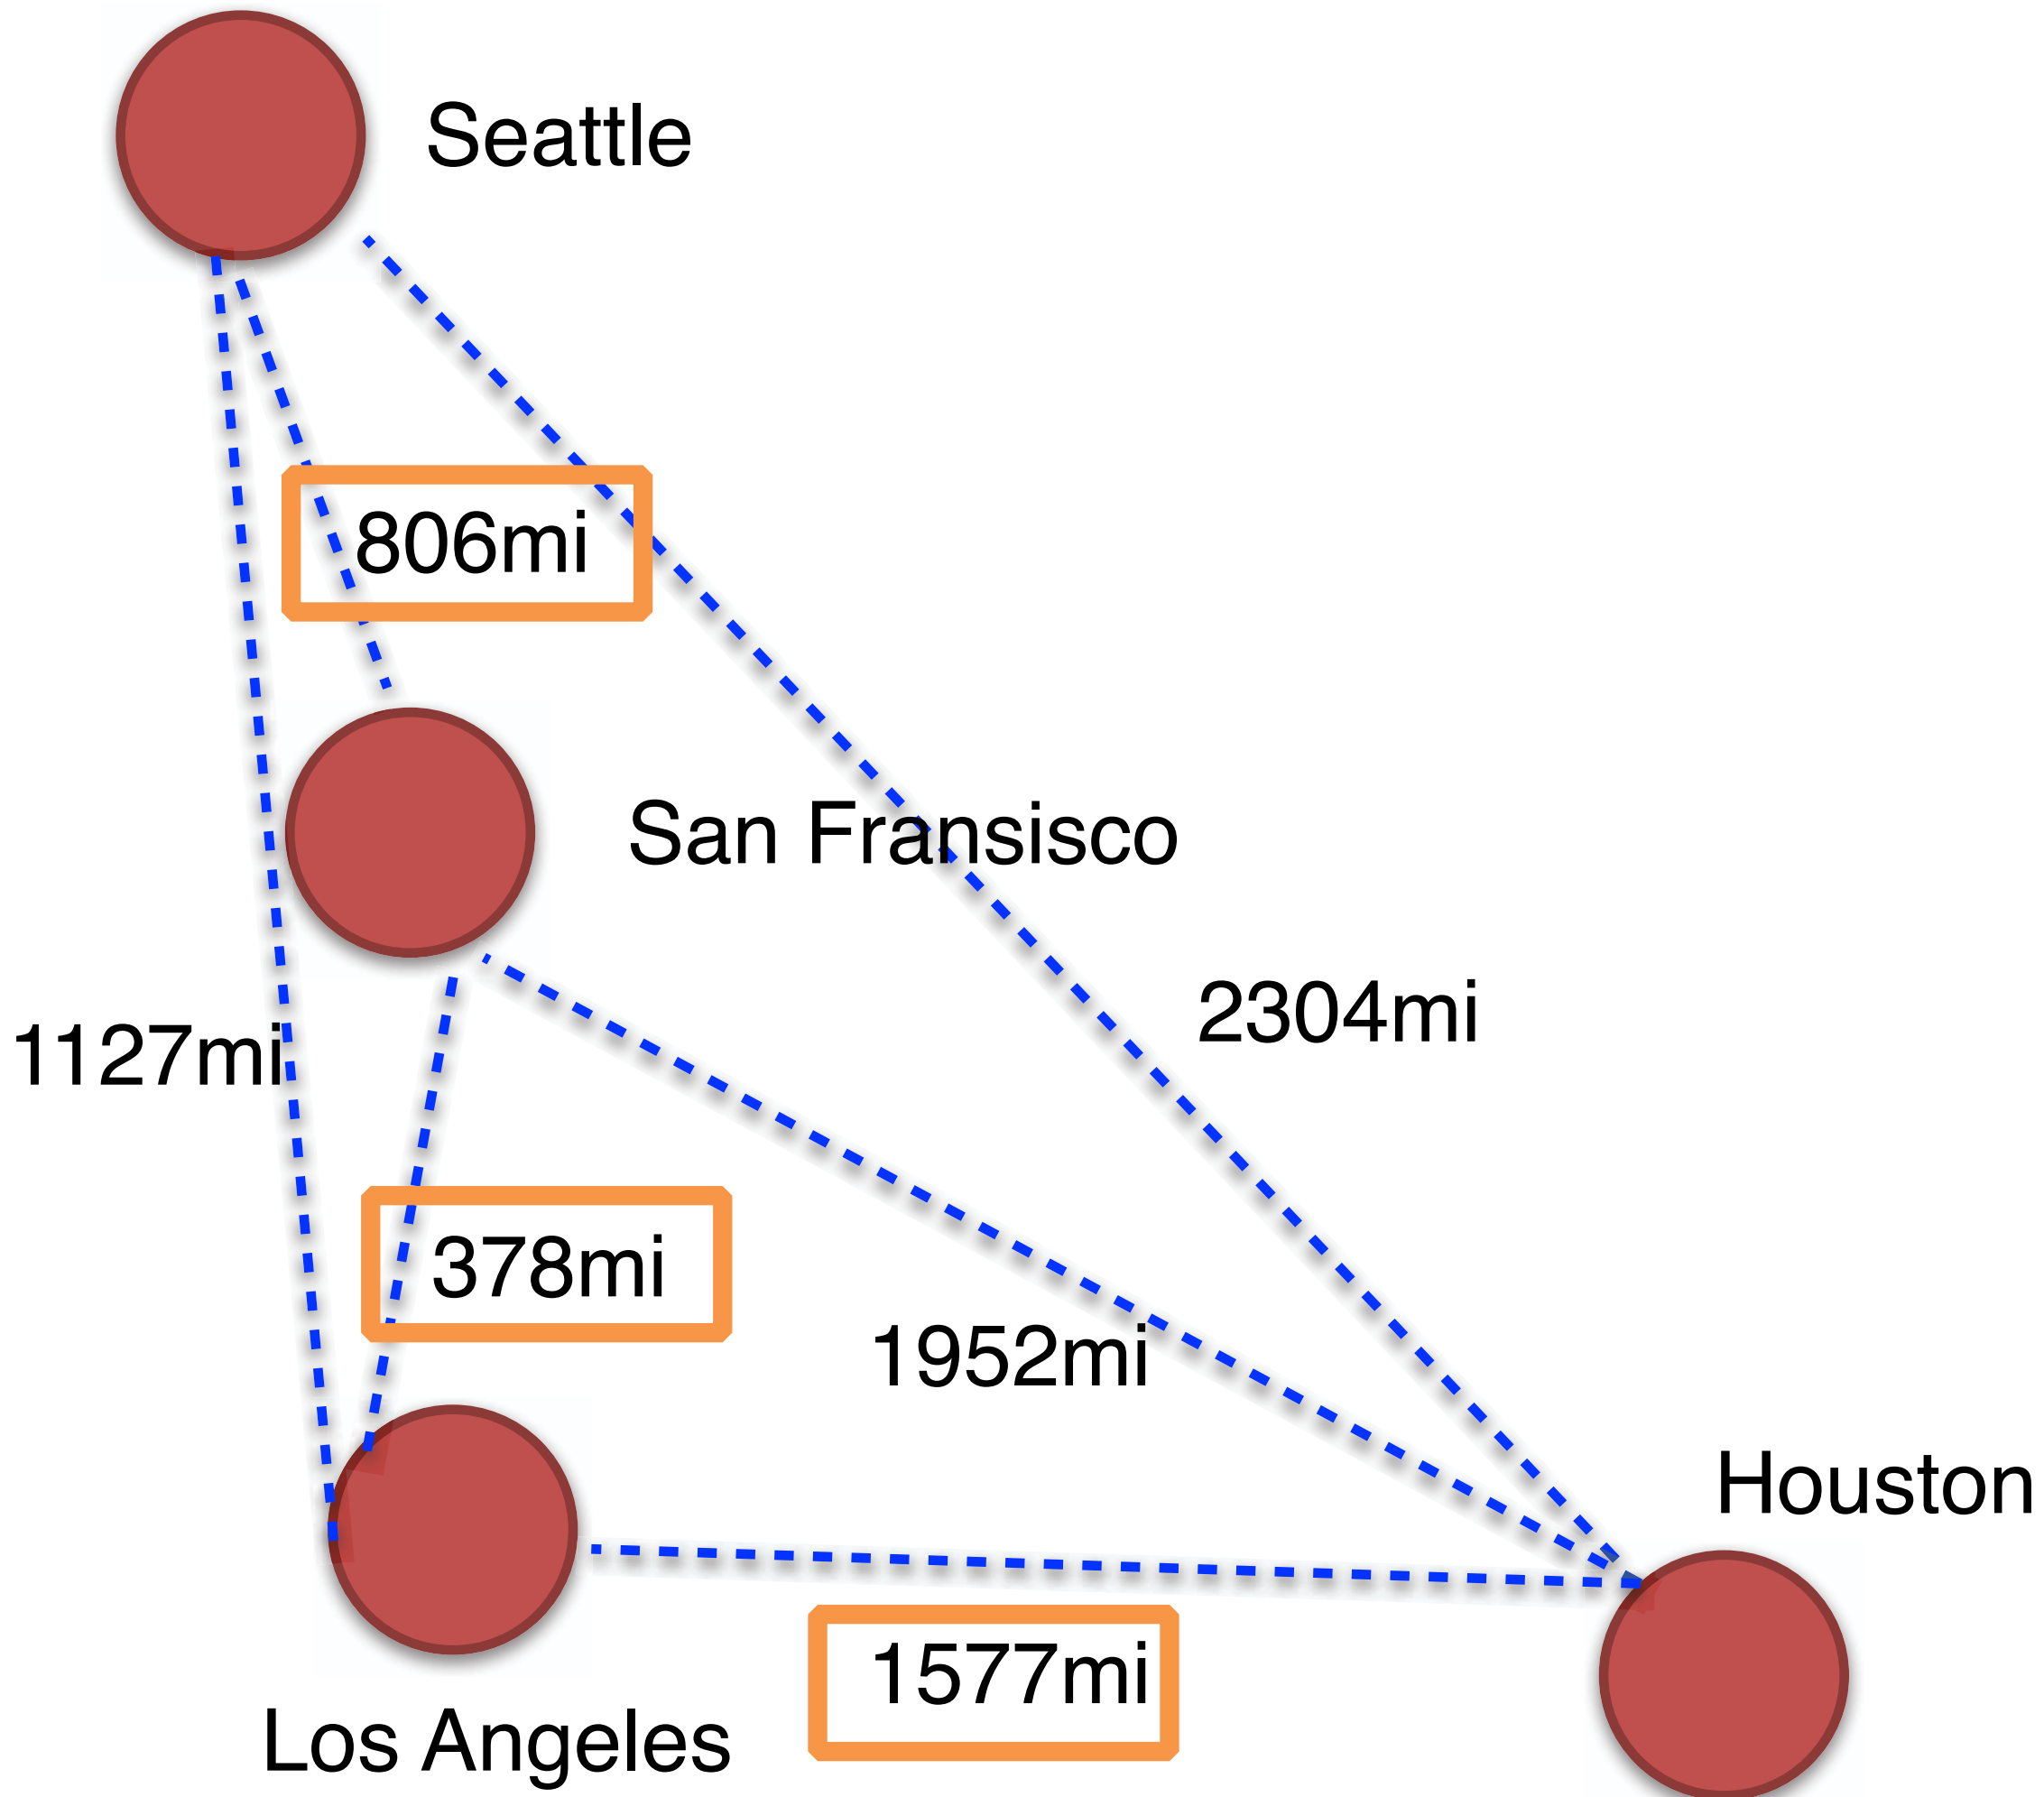 Seattle
806mi
San Fransisco
2304mi
1127mi
378mi
1952mi
Houston
1577mi
Los Angeles